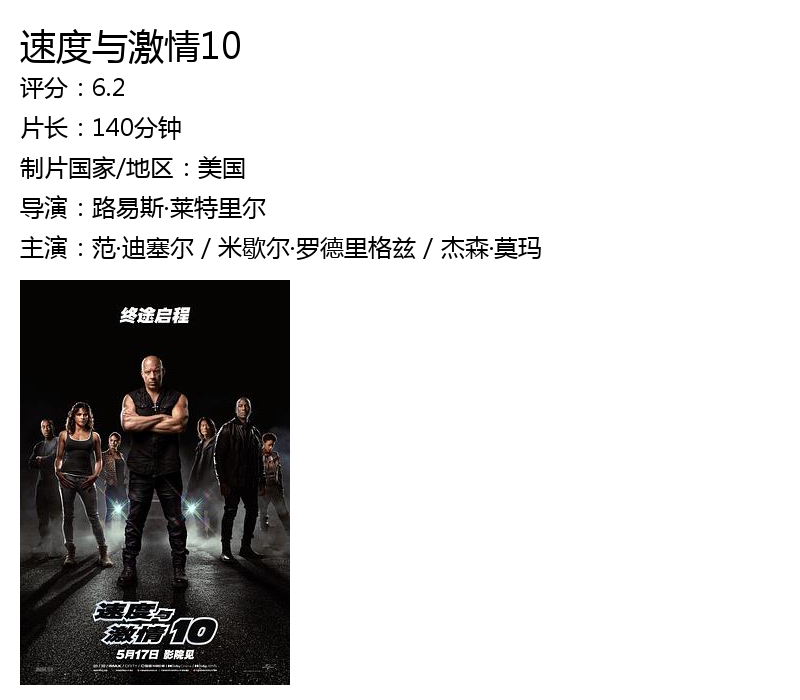 速度与激情10
评分：6.2
片长：140分钟
制片国家/地区：美国
导演：路易斯·莱特里尔
主演：范·迪塞尔 / 米歇尔·罗德里格兹 / 杰森·莫玛
终途启程
速度与
激情10
5月17日 影院见